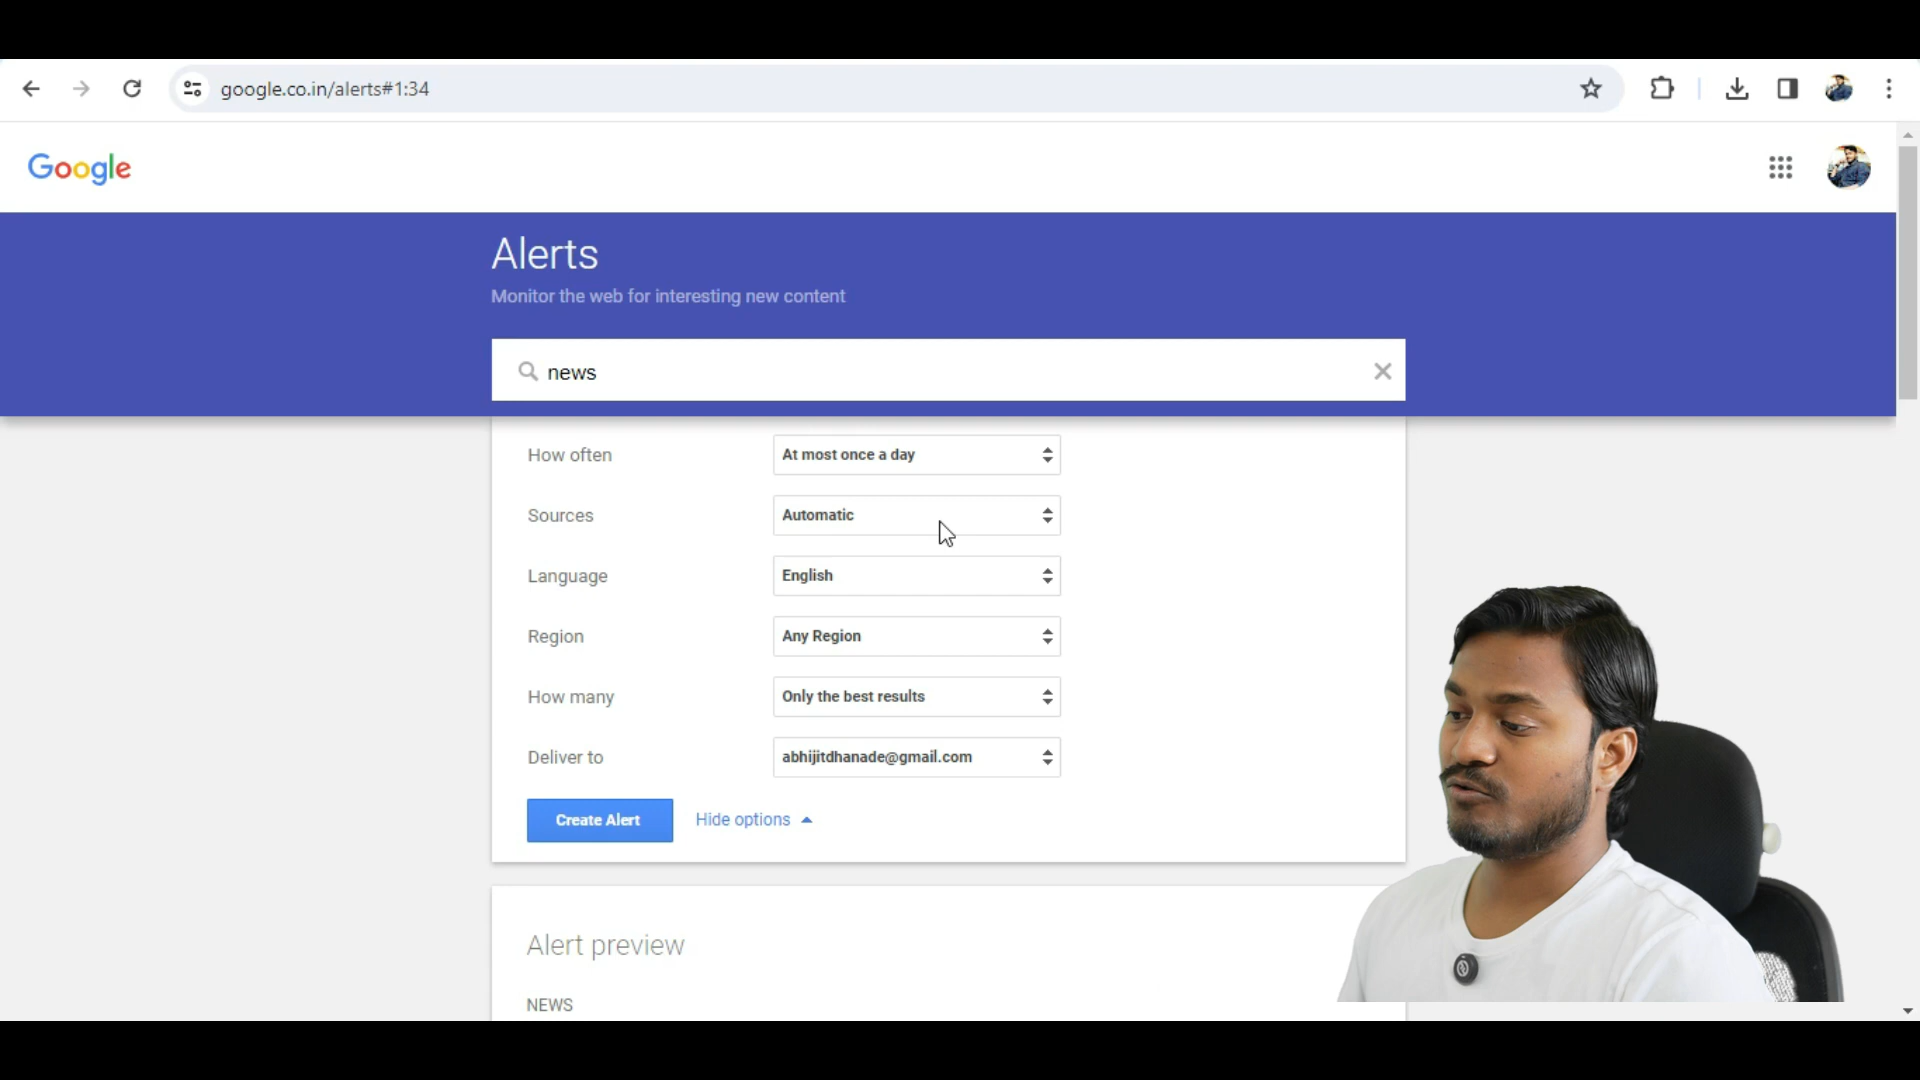 google.co.in/alerts#1:34
Google
Alerts
Monitor the web for interesting new content
news
How often
At most once a day
Sources
Automatic
Language
English
Region
Any Region
How many
Only the best results
Deliver to
abhijitdhanade@gmail.com
Create Alert
Hide options
Alert preview
NEWS